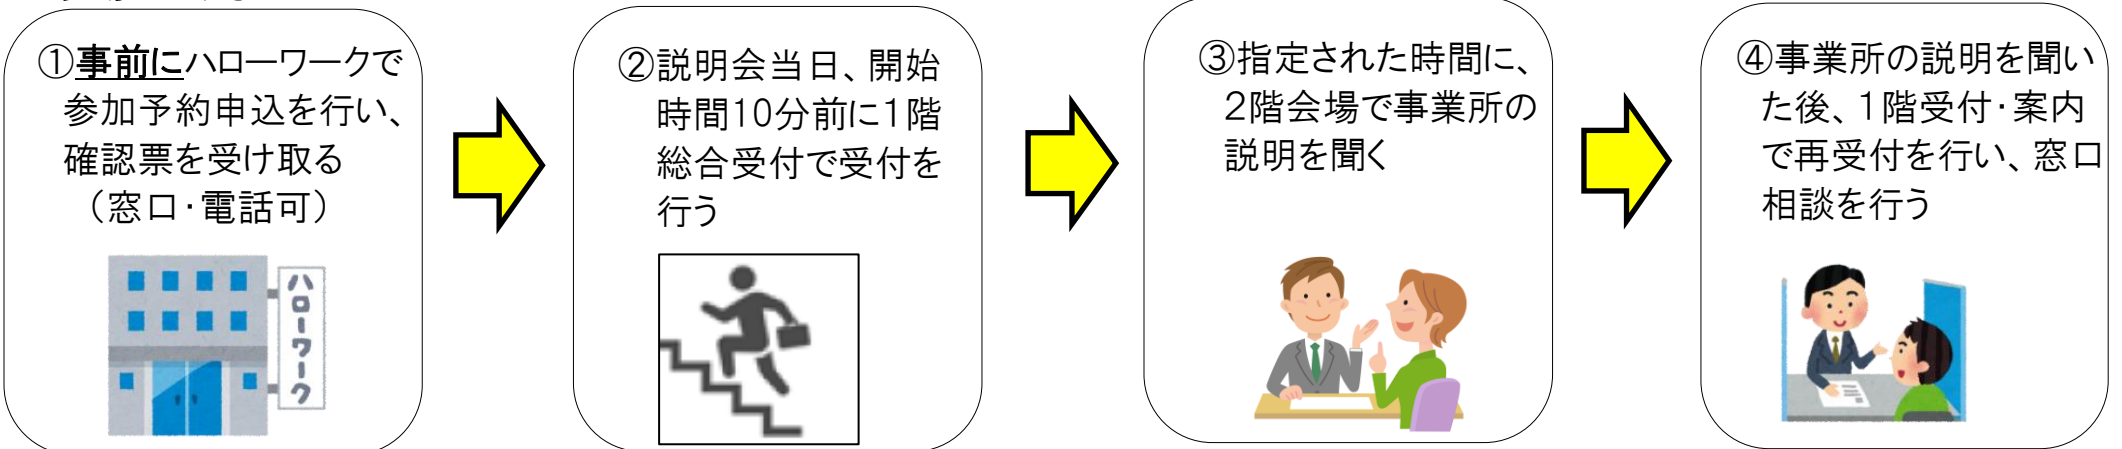 ①事前にハローワークで
参加予約申込を行い、
確認票を受け取る
（窓口・電話可）
ハローワーク
②説明会当日、開始
時間10分前に1階
総合受付で受付を
行う
③指定された時間に、
2階会場で事業所の
説明を聞く
④事業所の説明を聞い
た後、1階受付・案内
で再受付を行い、窓口
相談を行う